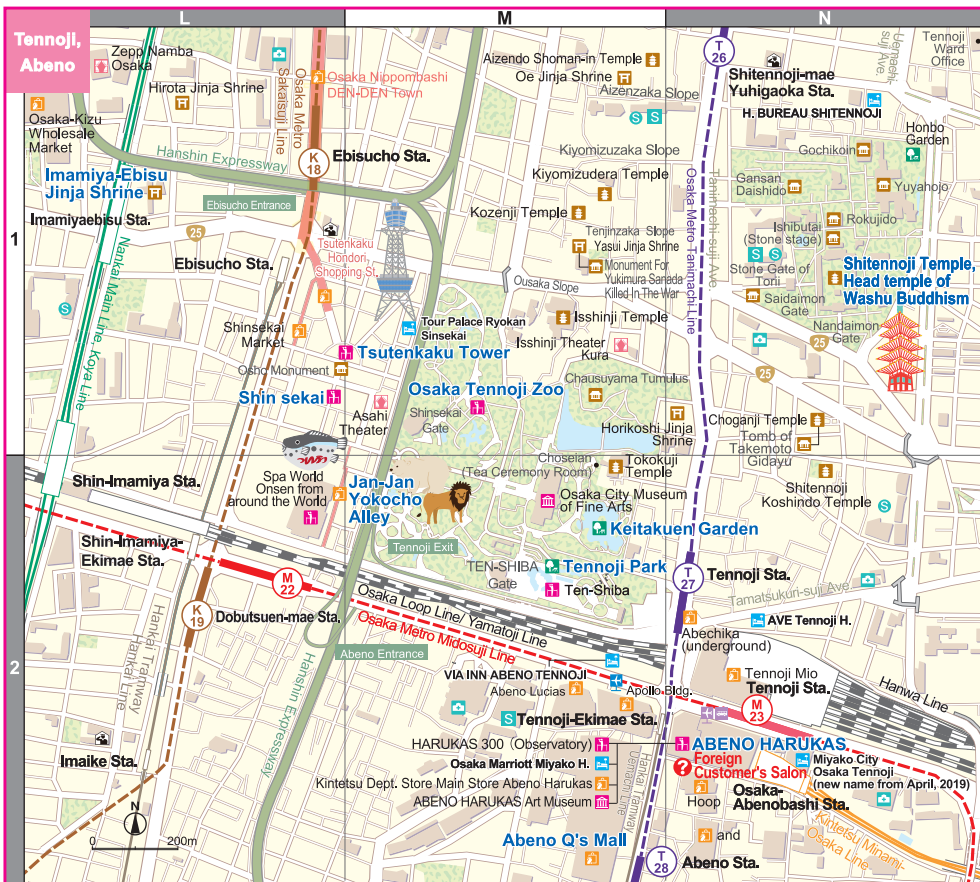 Tennoji,
Abeno
L
M
N
1
2
Zepp Namba
Osaka
Hirota Jinja Shrine
Osaka-Kizu
Wholesale
Market
Osaka Metro
Sakaisuji Line
Osaka Nippombashi
DEN-DEN Town
Hanshin Expressway
K
18
Ebisucho Sta.
Imamiya-Ebisu
Jinja Shrine
Imamiyaebisu Sta.
Ebisucho Entrance
25
Ebisucho Sta.
Tsutenkaku
Hondori
Shopping St.
Nankai Main Line, Koya Line
Shinsekai
Market
Osho Monument
Shin sekai
Tsutenkaku Tower
Tour Palace Ryokan
Sinsekai
Asahi
Theater
Aizendo Shoman-in Temple
Oe Jinja Shrine
Aizenzaka Slope
S
S
Kiyomizuzaka Slope
Kiyomizudera Temple
Kozenji Temple
Tenjinzaka Slope
Yasui Jinja Shrine
Monument For
Yukimura Sanada
Killed In The War
Ousaka Slope
Isshinji Temple
Isshinji Theater
Kura
Osaka Tennoji Zoo
Chausuyama Tumulus
Shinsekai
Gate
Horikoshi Jinja
Shrine
T
26
Shitennoji-mae
Yuhigaoka Sta.
Uemachi-
suji Ave.
Tennoji
Ward
Office
H. BUREAU SHITENNOJI
Honbo
Garden
Gochikoin
Gansan
Daishido
Yuyahojo
Rokujido
Ishibutai
(Stone stage)
S
S
Stone Gate of
Torii
Shitennoji Temple,
Head temple of
Washu Buddhism
Saidaimon
Gate
Nandaimon
Gate
25
25
Osaka Metro Tanimachi Line
Tanimachi-suji Ave.
Choganji Temple
Tomb of
Takemoto
Gidayu
S
Shin-Imamiya Sta.
Spa World
Onsen from
around the World
Jan-Jan
Yokocho
Alley
Choseian
(Tea Ceremony Room)
Tokokuji
Temple
Osaka City Museum
of Fine Arts
Keitakuen Garden
Shitennoji
Koshindo Temple
S
Shin-Imamiya-
Ekimae Sta.
Tennoji Exit
TEN-SHIBA
Gate
Tennoji Park
Ten-Shiba
T
27
Tennoji Sta.
Tamatsukuri-suji Ave.
M
22
K
19
Dobutsuen-mae Sta.
Osaka Loop Line/ Yamatoji Line
Osaka Metro Midosuji Line
Abeno Entrance
Hankai Tramway
Hankai Line
Hanshin Expressway
Abechika
(underground)
AVE Tennoji H.
VIA INN ABENO TENNOJI
Abeno Lucias
Apollo Bldg.
Tennoji Mio
Tennoji Sta.
Hanwa Line
M
23
S
Tennoji-Ekimae Sta.
HARUKAS 300 (Observatory)
Osaka Marriott Miyako H.
Kintetsu Dept. Store Main Store Abeno Harukas
ABENO HARUKAS Art Museum
ABENO HARUKAS
?
Foreign
Customer's Salon
Miyako City
Osaka Tennoji
(new name from April, 2019)
Hankai Tramway
Uemachi Line
Hoop
Osaka-
Abenobashi Sta.
Kintetsu Minami-
Osaka Line
Imaike Sta.
N
0
200m
Abeno Q's Mall
and
T
28
Abeno Sta.